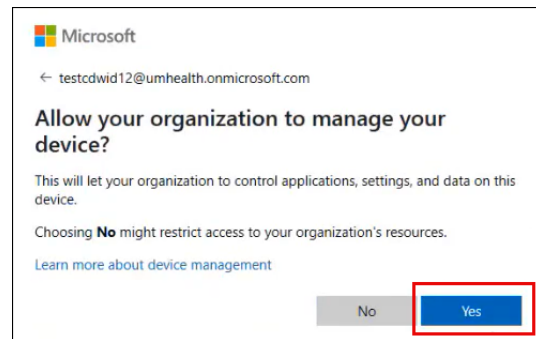 Microsoft
← testcdwid12@umhealth.onmicrosoft.com
Allow your organization to manage your
device?
This will let your organization to control applications, settings, and data on this
device.
Choosing No might restrict access to your organization's resources.
Learn more about device management
No Yes